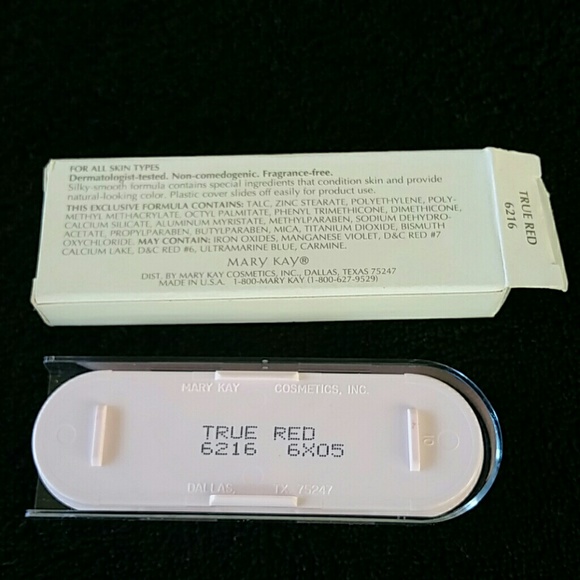 FOR ALL SKIN TYPES
Dermatologist-tested. Non-comedogenic. Fragrance-free.
Silky-smooth formula contains special ingredients that condition skin and provide
natural-looking color. Plastic cover slides off easily for product use.
THIS EXCLUSIVE FORMULA CONTAINS: TALC, ZINC STEARATE, POLYETHYLENE, POLY-
METHYL METHACRYLATE, OCTYL PALMITATE, PHENYL TRIMETHICONE, DIMETHICONE,
CALCIUM SILICATE, ALUMINUM MYRISTATE, METHYLPARABEN, SODIUM DEHYDRO-
ACETATE, PROPYLPARABEN, BUTYLPARABEN, MICA, TITANIUM DIOXIDE, BISMUTH
OXYCHLORIDE. MAY CONTAIN: IRON OXIDES, MANGANESE VIOLET, D&C RED #7
CALCIUM LAKE, D&C RED #6, ULTRAMARINE BLUE, CARMINE.
MARY KAY®
DIST. BY MARY KAY COSMETICS, INC., DALLAS, TEXAS 75247
MADE IN U.S.A. 1-800-MARY KAY (1-800-627-9529)
TRUE RED
6216
MARY KAY COSMETICS, INC.
TRUE RED
6216 6X05
DALLAS, TX 75247